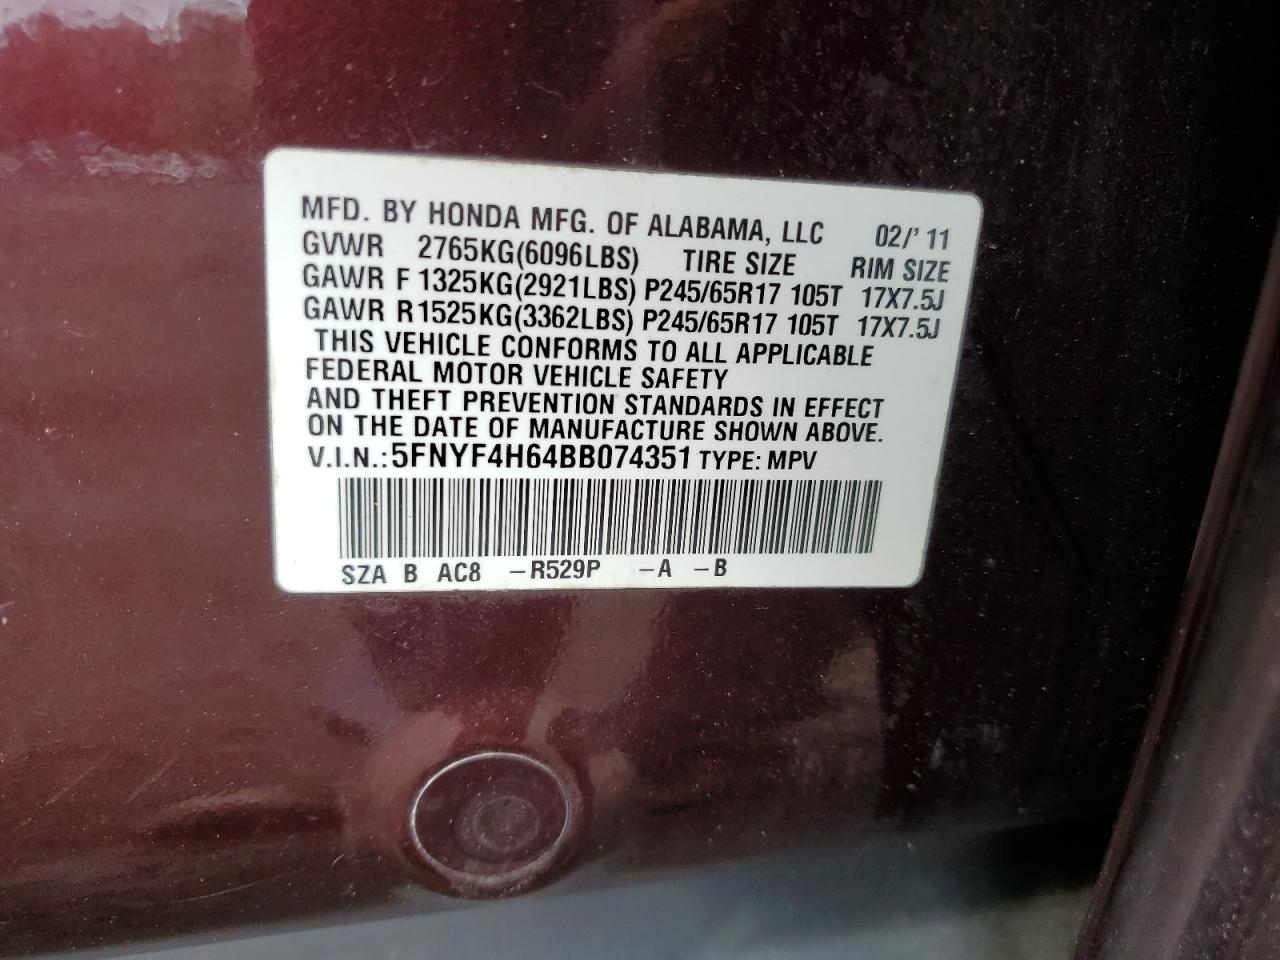 MFD. BY HONDA MFG. OF ALABAMA, LLC 02/'11
GVWR 2765KG(6096LBS) TIRE SIZE RIM SIZE
GAWR F 1325KG(2921LBS) P245/65R17 105T 17X7.5J
GAWR R1525KG(3362LBS) P245/65R17 105T 17X7.5J
THIS VEHICLE CONFORMS TO ALL APPLICABLE
FEDERAL MOTOR VEHICLE SAFETY
AND THEFT PREVENTION STANDARDS IN EFFECT
ON THE DATE OF MANUFACTURE SHOWN ABOVE.
V.I.N.:5FNYF4H64BB074351 TYPE: MPV
SZA B AC8 –R529P –A –B